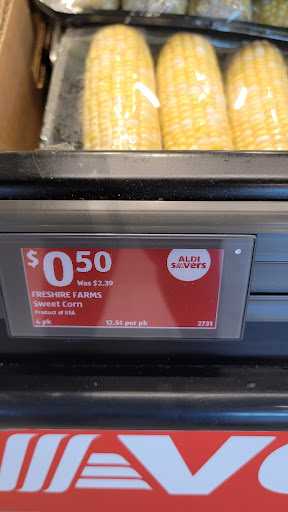 $0.50
ALDI
SAVERS
Was $2.39
FRESHIRE FARMS
Sweet Corn
Product of USA
4 pk 12.5¢ per pk 2731